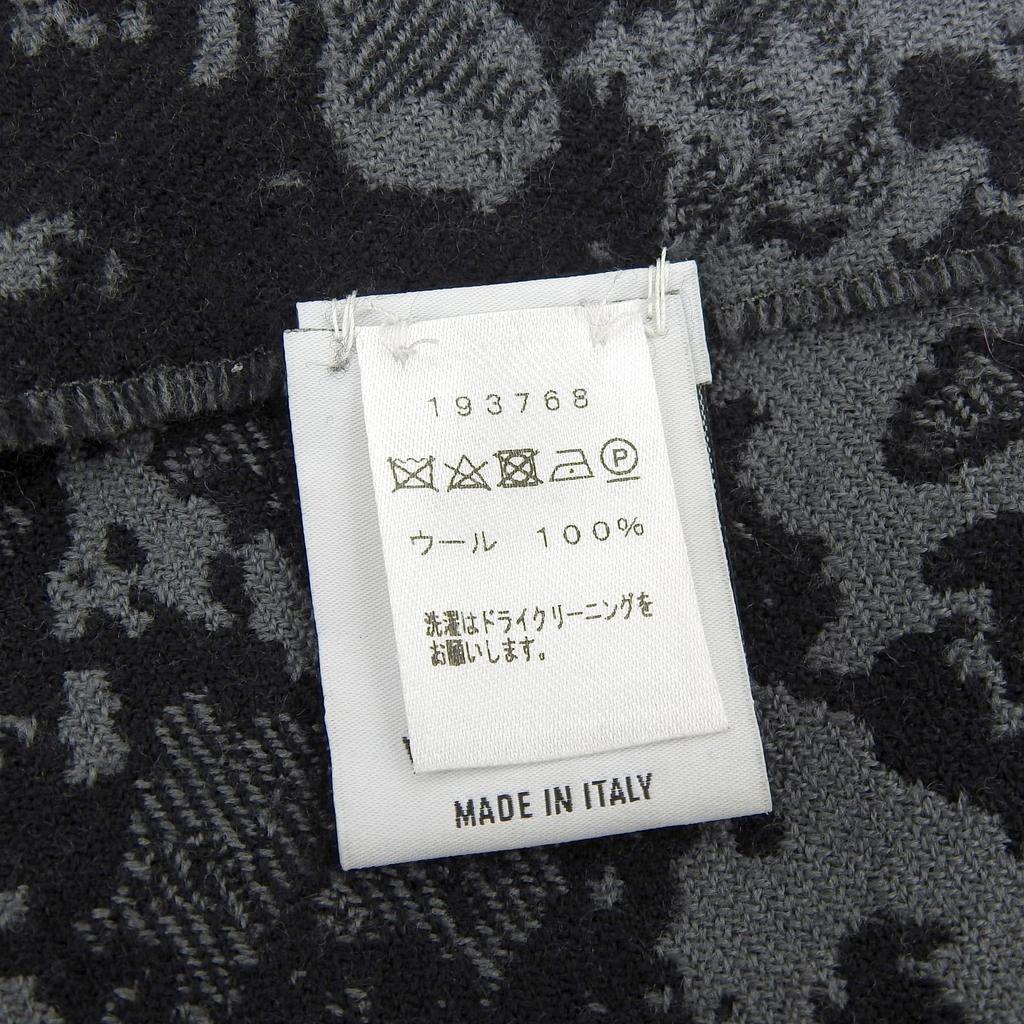 193768
P
ウール 100%
洗濯はドライクリーニングを
お願いします。
MADE IN ITALY